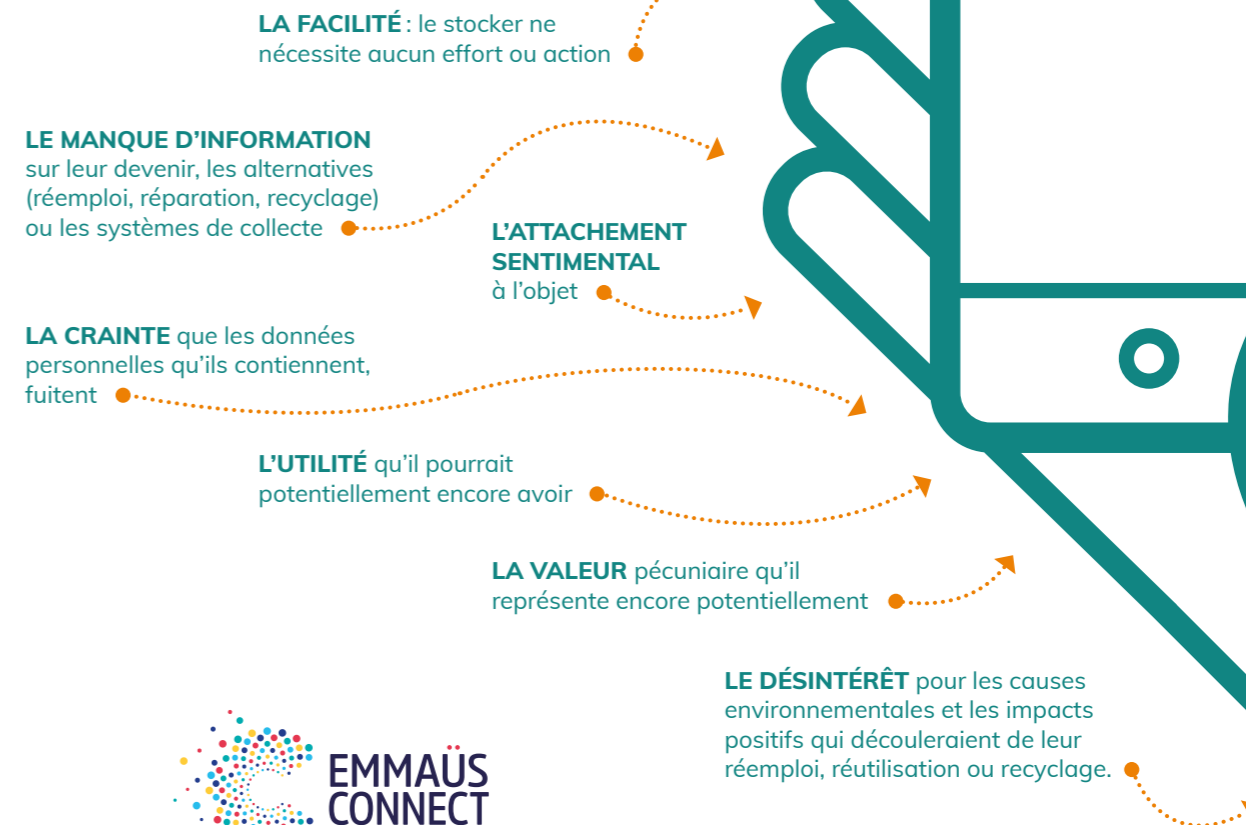 LA FACILITÉ : le stocker ne
nécessite aucun effort ou action
LE MANQUE D'INFORMATION
sur leur devenir, les alternatives
(réemploi, réparation, recyclage)
ou les systèmes de collecte
L'ATTACHEMENT
SENTIMENTAL
à l'objet
LA CRAINTE que les données
personnelles qu'ils contiennent,
fuitent
L'UTILITÉ qu'il pourrait
potentiellement encore avoir
LA VALEUR pécuniaire qu'il
représente encore potentiellement
LE DÉSINTÉRÊT pour les causes
environnementales et les impacts
positifs qui découleraient de leur
réemploi, réutilisation ou recyclage.
EMMAÜS
CONNECT